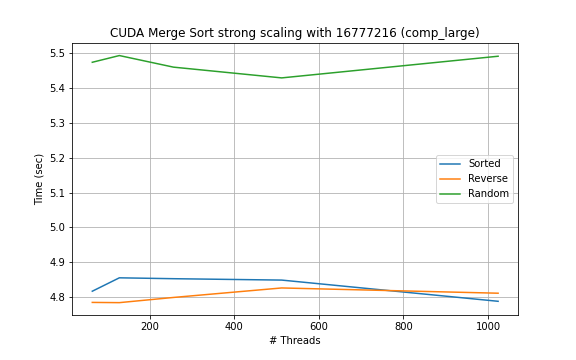 CUDA Merge Sort strong scaling with 16777216 (comp_large)
5.5
5.4
5.3
5.2
5.1
5.0
4.9
4.8
Time (sec)
Sorted
Reverse
Random
200 400 600 800 1000
# Threads